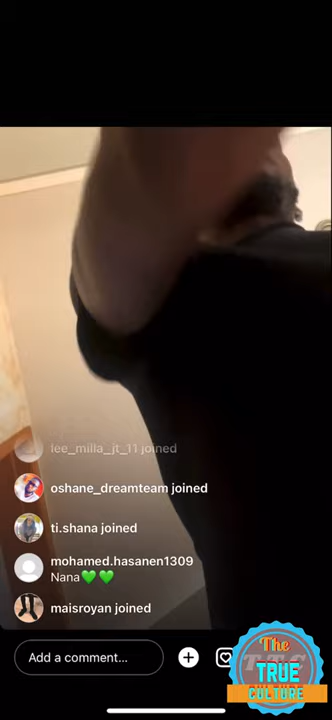 lee_milla_jt_11 joined
oshane_dreamteam joined
ti.shana joined
mohamed.hasanen1309
Nana💚💚
maisroyan joined
Add a comment...
The
T.T.C
TRUE
CULTURE